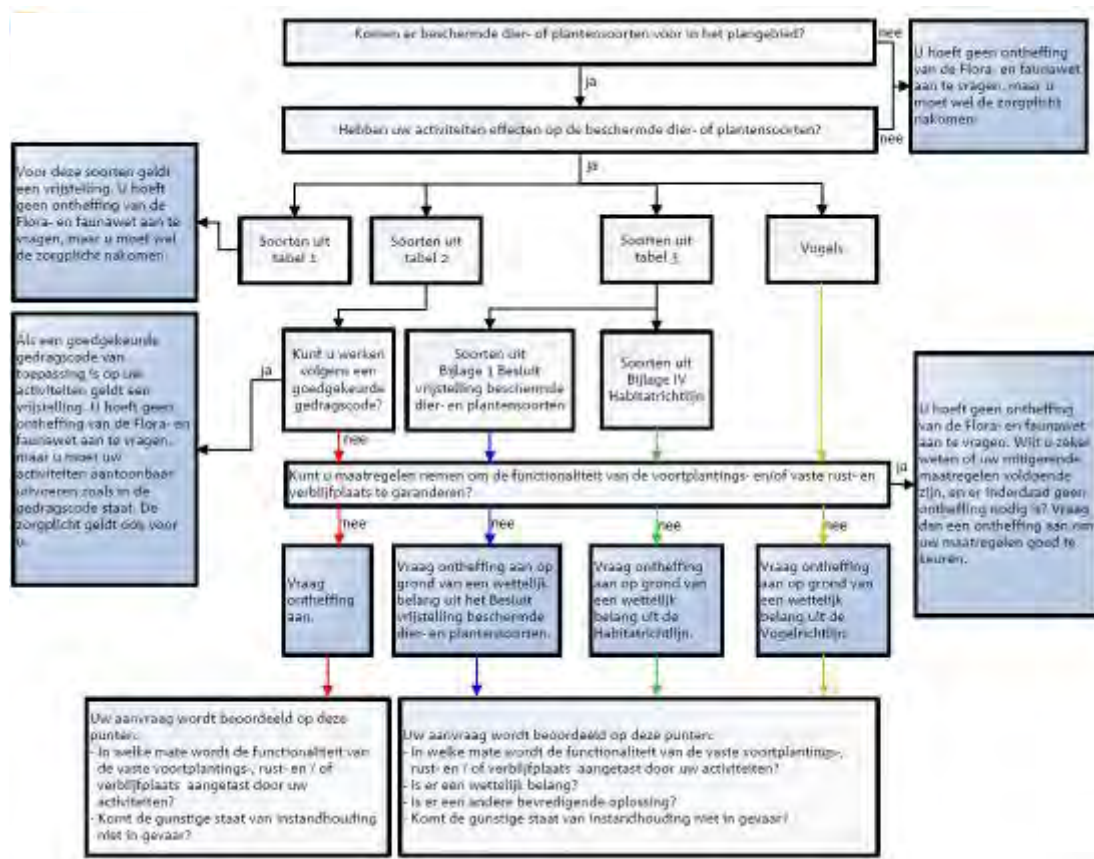 Komen er beschermde dier- of plantensoorten voor in het plangebied?
nee
U hoeft geen ontheffing
van de Flora- en faunawet
aan te vragen, maar u
moet wel de zorgplicht
nakomen
ja
Hebben uw activiteiten effecten op de beschermde dier- of plantensoorten?
nee
ja
Voor deze soorten geldt
een vrijstelling. U hoeft
geen ontheffing van de
Flora- en faunawet aan te
vragen, maar u moet wel
de zorgplicht nakomen
Soorten uit
tabel 1
Soorten uit
tabel 2
Soorten uit
tabel 3
Vogels
Als een goedgekeurde
gedragscode van
toepassing is op uw
activiteiten geldt een
vrijstelling. U hoeft geen
ontheffing van de Flora- en
faunawet aan te vragen,
maar u moet uw
activiteiten aantoonbaar
uitvoeren zoals in de
gedragscode staat. De
zorgplicht geldt ook voor
u.
ja
Kunt u werken
volgens een
goedgekeurde
gedragscode?
Soorten uit
Bijlage 1 Besluit
vrijstelling beschermde
dier- en plantensoorten
Soorten uit
Bijlage IV
Habitatrichtlijn
nee
Kunt u maatregelen nemen om de functionaliteit van de voortplantings- en/of vaste rust- en
verblijfplaats te garanderen?
ja
U hoeft geen ontheffing
van de Flora- en faunawet
aan te vragen. Wilt u zeker
weten of uw mitigerende
maatregelen voldoende
zijn, en er inderdaad geen
ontheffing nodig is? Vraag
dan een ontheffing aan om
uw maatregelen goed te
keuren.
nee
nee
nee
nee
Vraag
ontheffing
aan.
Vraag ontheffing aan op
grond van een wettelijk
belang uit het Besluit
vrijstelling beschermde
dier- en plantensoorten.
Vraag ontheffing
aan op grond van
een wettelijk
belang uit de
Habitatrichtlijn.
Vraag ontheffing
aan op grond van
een wettelijk
belang uit de
Vogelrichtlijn
Uw aanvraag wordt beoordeeld op deze
punten:
- In welke mate wordt de functionaliteit van
de vaste voortplantings-, rust- en / of
verblijfplaats aangetast door uw
activiteiten?
- Komt de gunstige staat van instandhouding
niet in gevaar?
Uw aanvraag wordt beoordeeld op deze
punten:
- In welke mate wordt de functionaliteit van de vaste voortplantings-,
rust- en / of verblijfplaats aangetast door uw activiteiten?
- Is er een wettelijk belang?
- Is er een andere bevredigende oplossing?
- Komt de gunstige staat van instandhouding niet in gevaar?